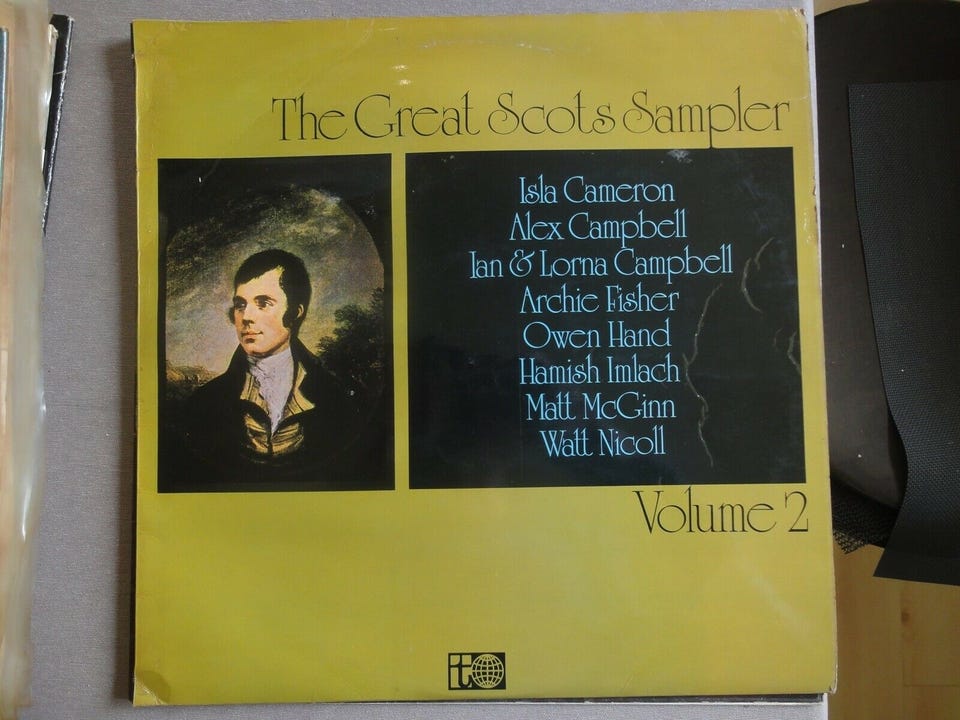 The Great Scots Sampler
Isla Cameron
Alex Campbell
Ian & Lorna Campbell
Archie Fisher
Owen Hand
Hamish Imlach
Matt McGinn
Watt Nicoll
Volume 2
it